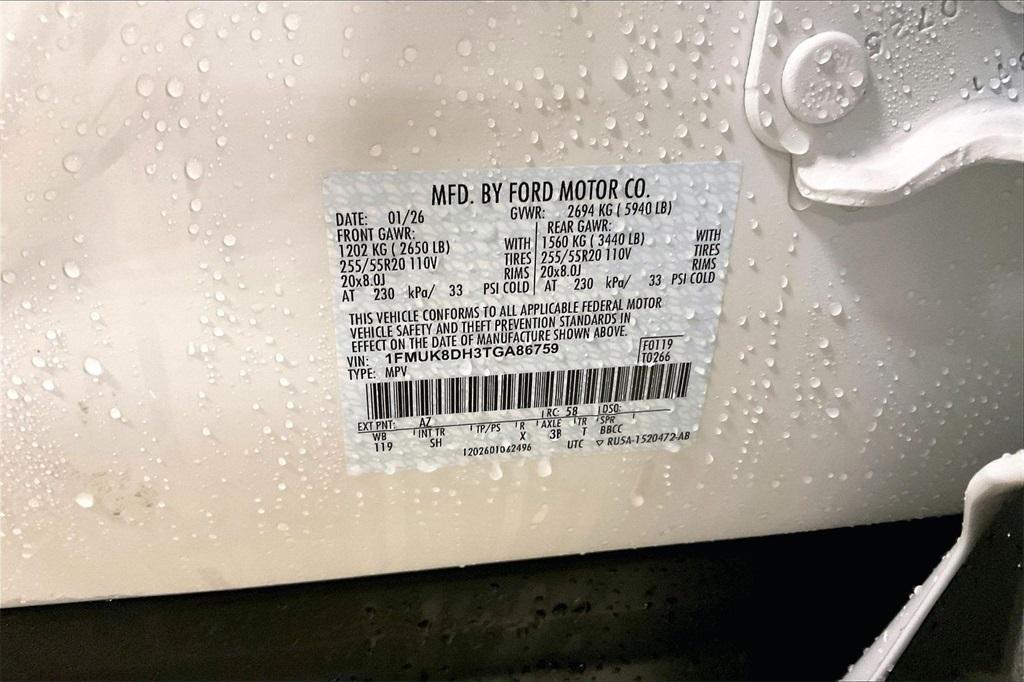 MFD. BY FORD MOTOR CO.
DATE: 01/26 GVWR: 2694 KG ( 5940 LB)
FRONT GAWR: REAR GAWR:
1202 KG ( 2650 LB) WITH 1560 KG ( 3440 LB) WITH
255/55R20 110V TIRES 255/55R20 110V TIRES
20x8.0J RIMS 20x8.0J RIMS
AT 230 kPa/ 33 PSI COLD AT 230 kPa/ 33 PSI COLD
THIS VEHICLE CONFORMS TO ALL APPLICABLE FEDERAL MOTOR
VEHICLE SAFETY AND THEFT PREVENTION STANDARDS IN
EFFECT ON THE DATE OF MANUFACTURE SHOWN ABOVE.
VIN: 1FMUK8DH3TGA86759 F0119
TYPE: MPV T0266
EXT PNT: AZ RC: 58 DSO:
WB INT TR TP/PS R AXLE TR SPR
119 SH X 3B T BBCC
1202601042496 UTC ▽ RU5A-1520472-AB